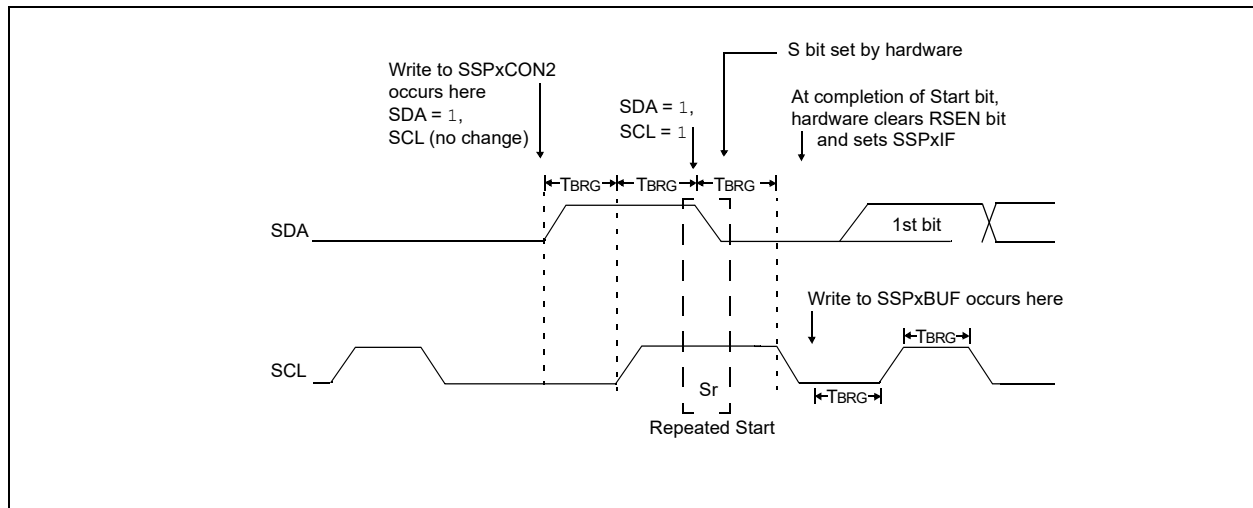 S bit set by hardware
Write to SSPxCON2
occurs here
SDA = 1,
SCL (no change)
SDA = 1,
SCL = 1
At completion of Start bit,
hardware clears RSEN bit
and sets SSPxIF
TBRG TBRG TBRG
SDA
1st bit
Write to SSPxBUF occurs here
TBRG
SCL
Sr
TBRG
Repeated Start